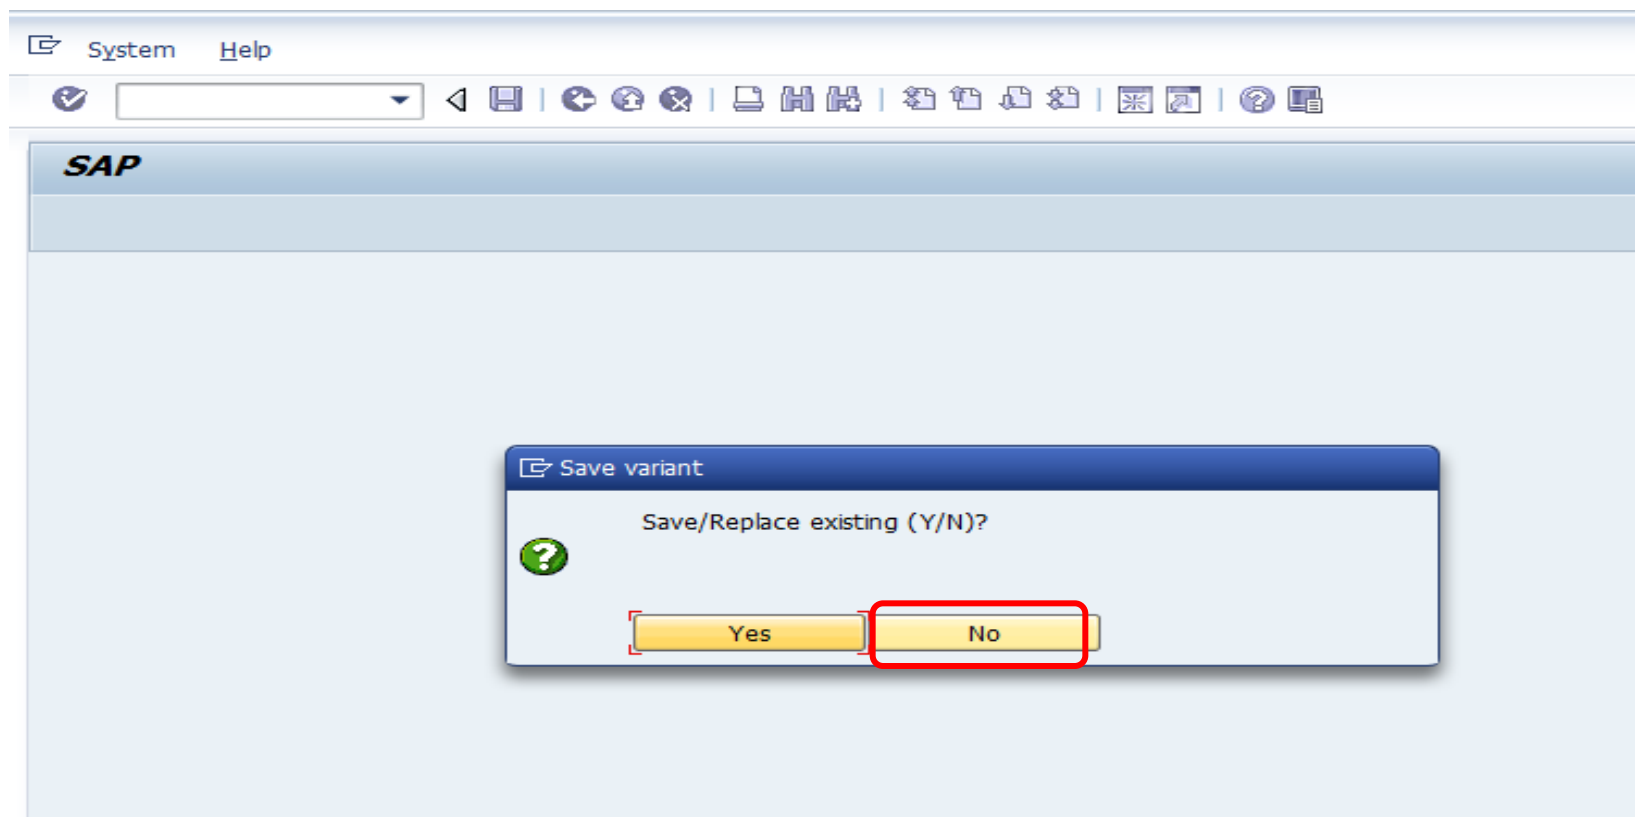 System Help
SAP
Save variant
Save/Replace existing (Y/N)?
Yes No